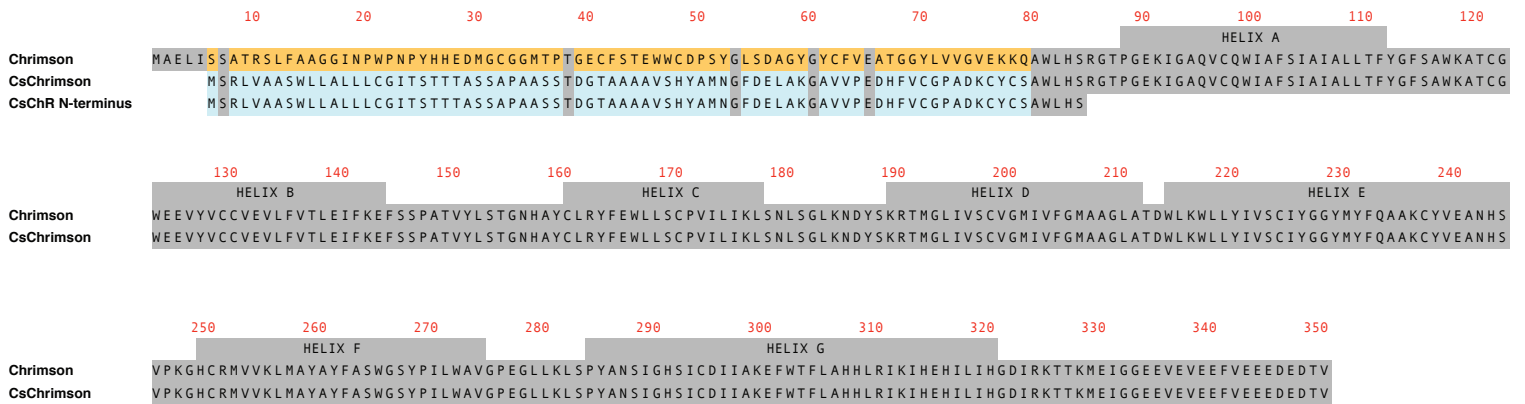 10 20 30 40 50 60 70 80 90 100 110 120
HELIX A
Chrimson MAELISSATRSLFAAGGINPWPNPYHHEDMGCGGMTPTGECFSTEWWCDPSYGLSDAGYGYCFVEATGGYLVVGVEKKQAWLHSRGTPGEKIGAQVCQWIAFSIAIALLTFYGFSAWKATCG
CsChrimson MSRLVAASWLLALLLCGITSTTTASSAPAASSTDGTAAAAVSHYAMNGFDELAKGAVVPEDHFVCGPADKCYCSAWLHSRGTPGEKIGAQVCQWIAFSIAIALLTFYGFSAWKATCG
CsChR N-terminus MSRLVAASWLLALLLCGITSTTTASSAPAASSTDGTAAAAVSHYAMNGFDELAKGAVVPEDHFVCGPADKCYCSAWLHS
130 140 150 160 170 180 190 200 210 220 230 240
HELIX B HELIX C HELIX D HELIX E
Chrimson WEEVYVCCVEVLFVTLEIFKEFSSPATVYLSTGNHAYCLRYFEWLLSCPVILIKLSNLSGLKNDYSKRTMGLIVSCVGMIVFGMAAGLATDWLKWLLYIVSCIYGGYMYFQAAKCYVEANHS
CsChrimson WEEVYVCCVEVLFVTLEIFKEFSSPATVYLSTGNHAYCLRYFEWLLSCPVILIKLSNLSGLKNDYSKRTMGLIVSCVGMIVFGMAAGLATDWLKWLLYIVSCIYGGYMYFQAAKCYVEANHS
250 260 270 280 290 300 310 320 330 340 350
HELIX F HELIX G
Chrimson VPKGHCRMVVKLMAYAYFASWGSYPILWAVGPEGLLKLSPYANSIGHSICDIIAKEFWTFLAHHLRIKIHEHILIHGDIRKTTKMEIGGEEVEVEEFVEEEDEDTV
CsChrimson VPKGHCRMVVKLMAYAYFASWGSYPILWAVGPEGLLKLSPYANSIGHSICDIIAKEFWTFLAHHLRIKIHEHILIHGDIRKTTKMEIGGEEVEVEEFVEEEDEDTV